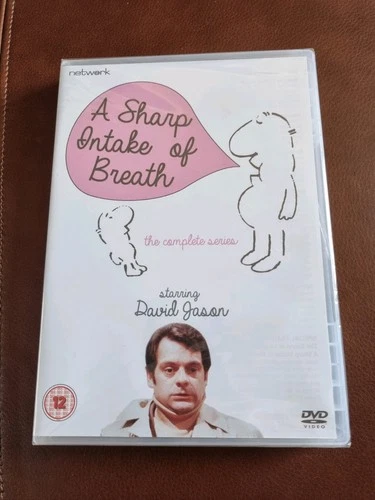 network
A Sharp
Intake of
Breath
the complete series
starring
David Jason
12
DVD
VIDEO